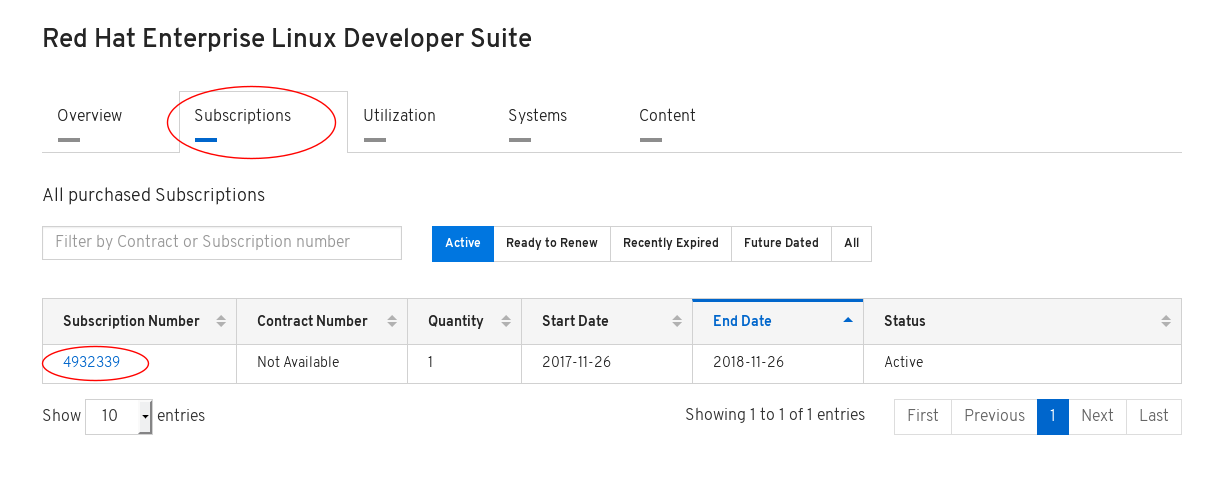 Red Hat Enterprise Linux Developer Suite
Overview Subscriptions Utilization Systems Content
All purchased Subscriptions
Filter by Contract or Subscription number Active Ready to Renew Recently Expired Future Dated All
Subscription Number Contract Number Quantity Start Date End Date Status
4932339 Not Available 1 2017-11-26 2018-11-26 Active
Show 10 entries Showing 1 to 1 of 1 entries First Previous 1 Next Last